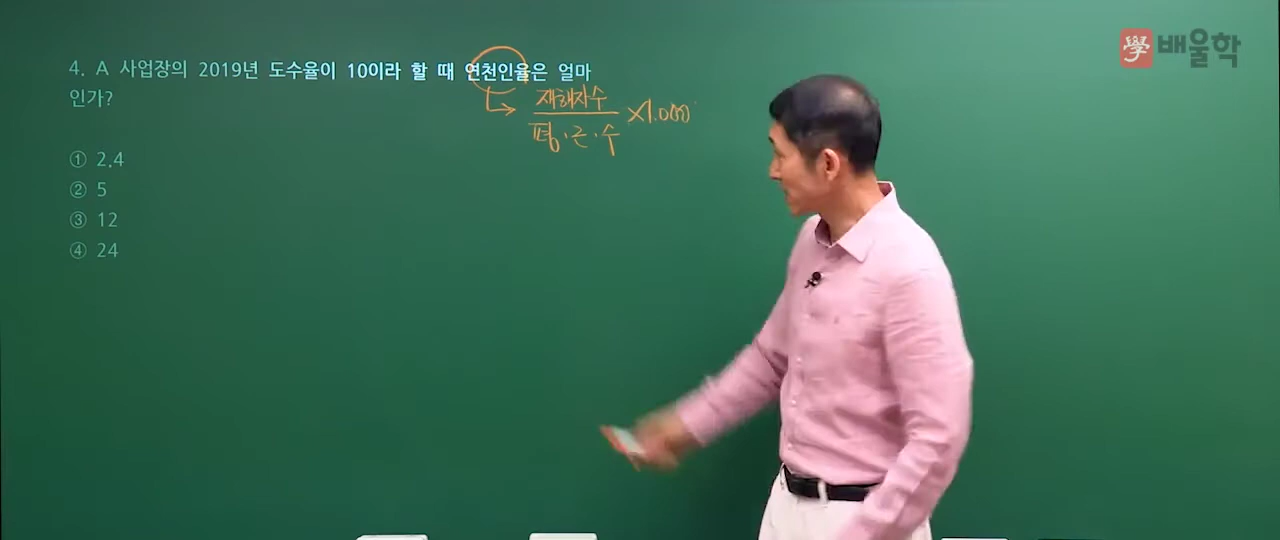 學 배울학
4. A 사업장의 2019년 도수율이 10이라 할 때 연천인율은 얼마
인가?
재해자수
평·근·수
×1.000
① 2.4
② 5
③ 12
④ 24